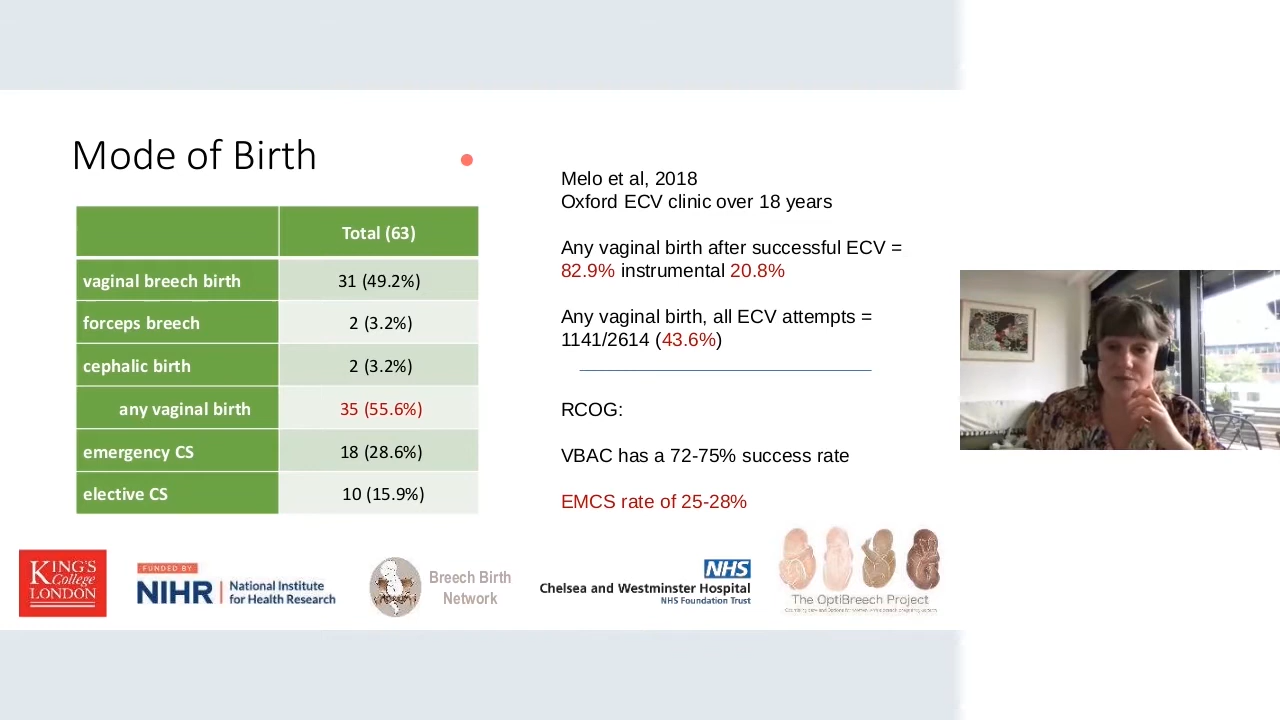 Mode of Birth
Total (63)
vaginal breech birth 31 (49.2%)
forceps breech 2 (3.2%)
cephalic birth 2 (3.2%)
any vaginal birth 35 (55.6%)
emergency CS 18 (28.6%)
elective CS 10 (15.9%)
Melo et al, 2018
Oxford ECV clinic over 18 years
Any vaginal birth after successful ECV =
82.9% instrumental 20.8%
Any vaginal birth, all ECV attempts =
1141/2614 (43.6%)
RCOG:
VBAC has a 72-75% success rate
EMCS rate of 25-28%
KING'S
College
LONDON
FUNDED BY
NIHR | National Institute
for Health Research
Breech Birth
Network
NHS
Chelsea and Westminster Hospital
NHS Foundation Trust
The OptiBreech Project